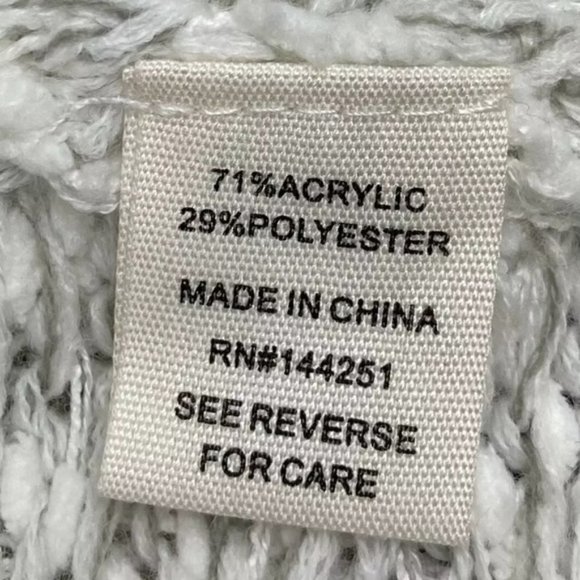 71%ACRYLIC
29%POLYESTER
MADE IN CHINA
RN#144251
SEE REVERSE
FOR CARE